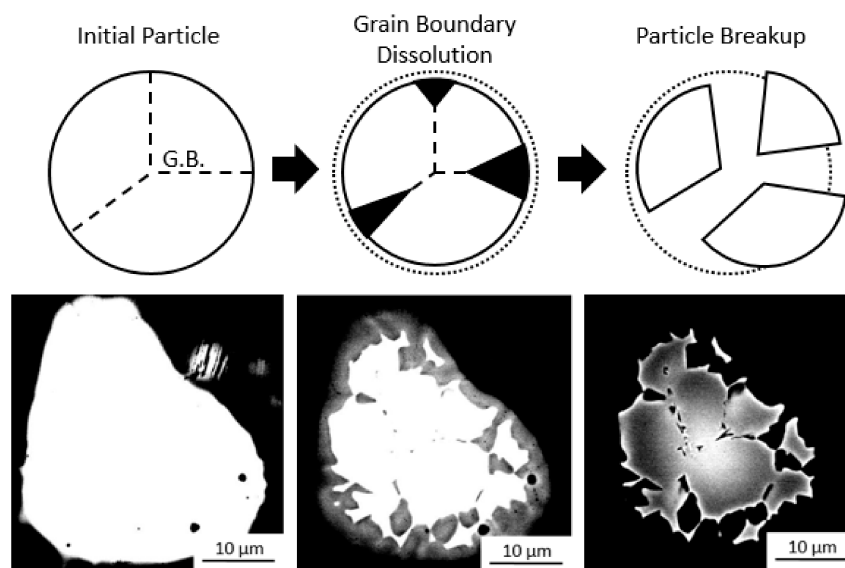 Initial Particle
Grain Boundary
Dissolution
Particle Breakup
G.B.
10 μm
10 μm
10 μm